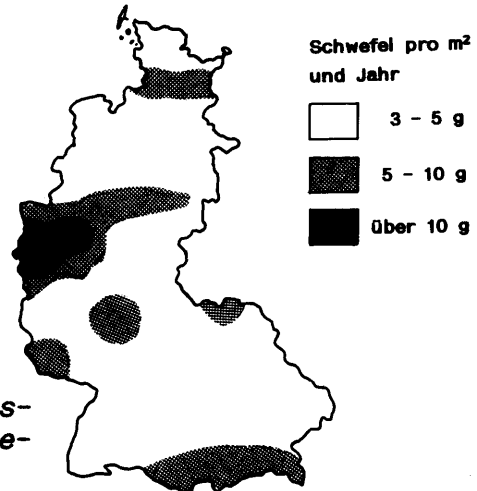 Schwefel pro m²
und Jahr
3 - 5 g
5 - 10 g
über 10 g
s-
e-